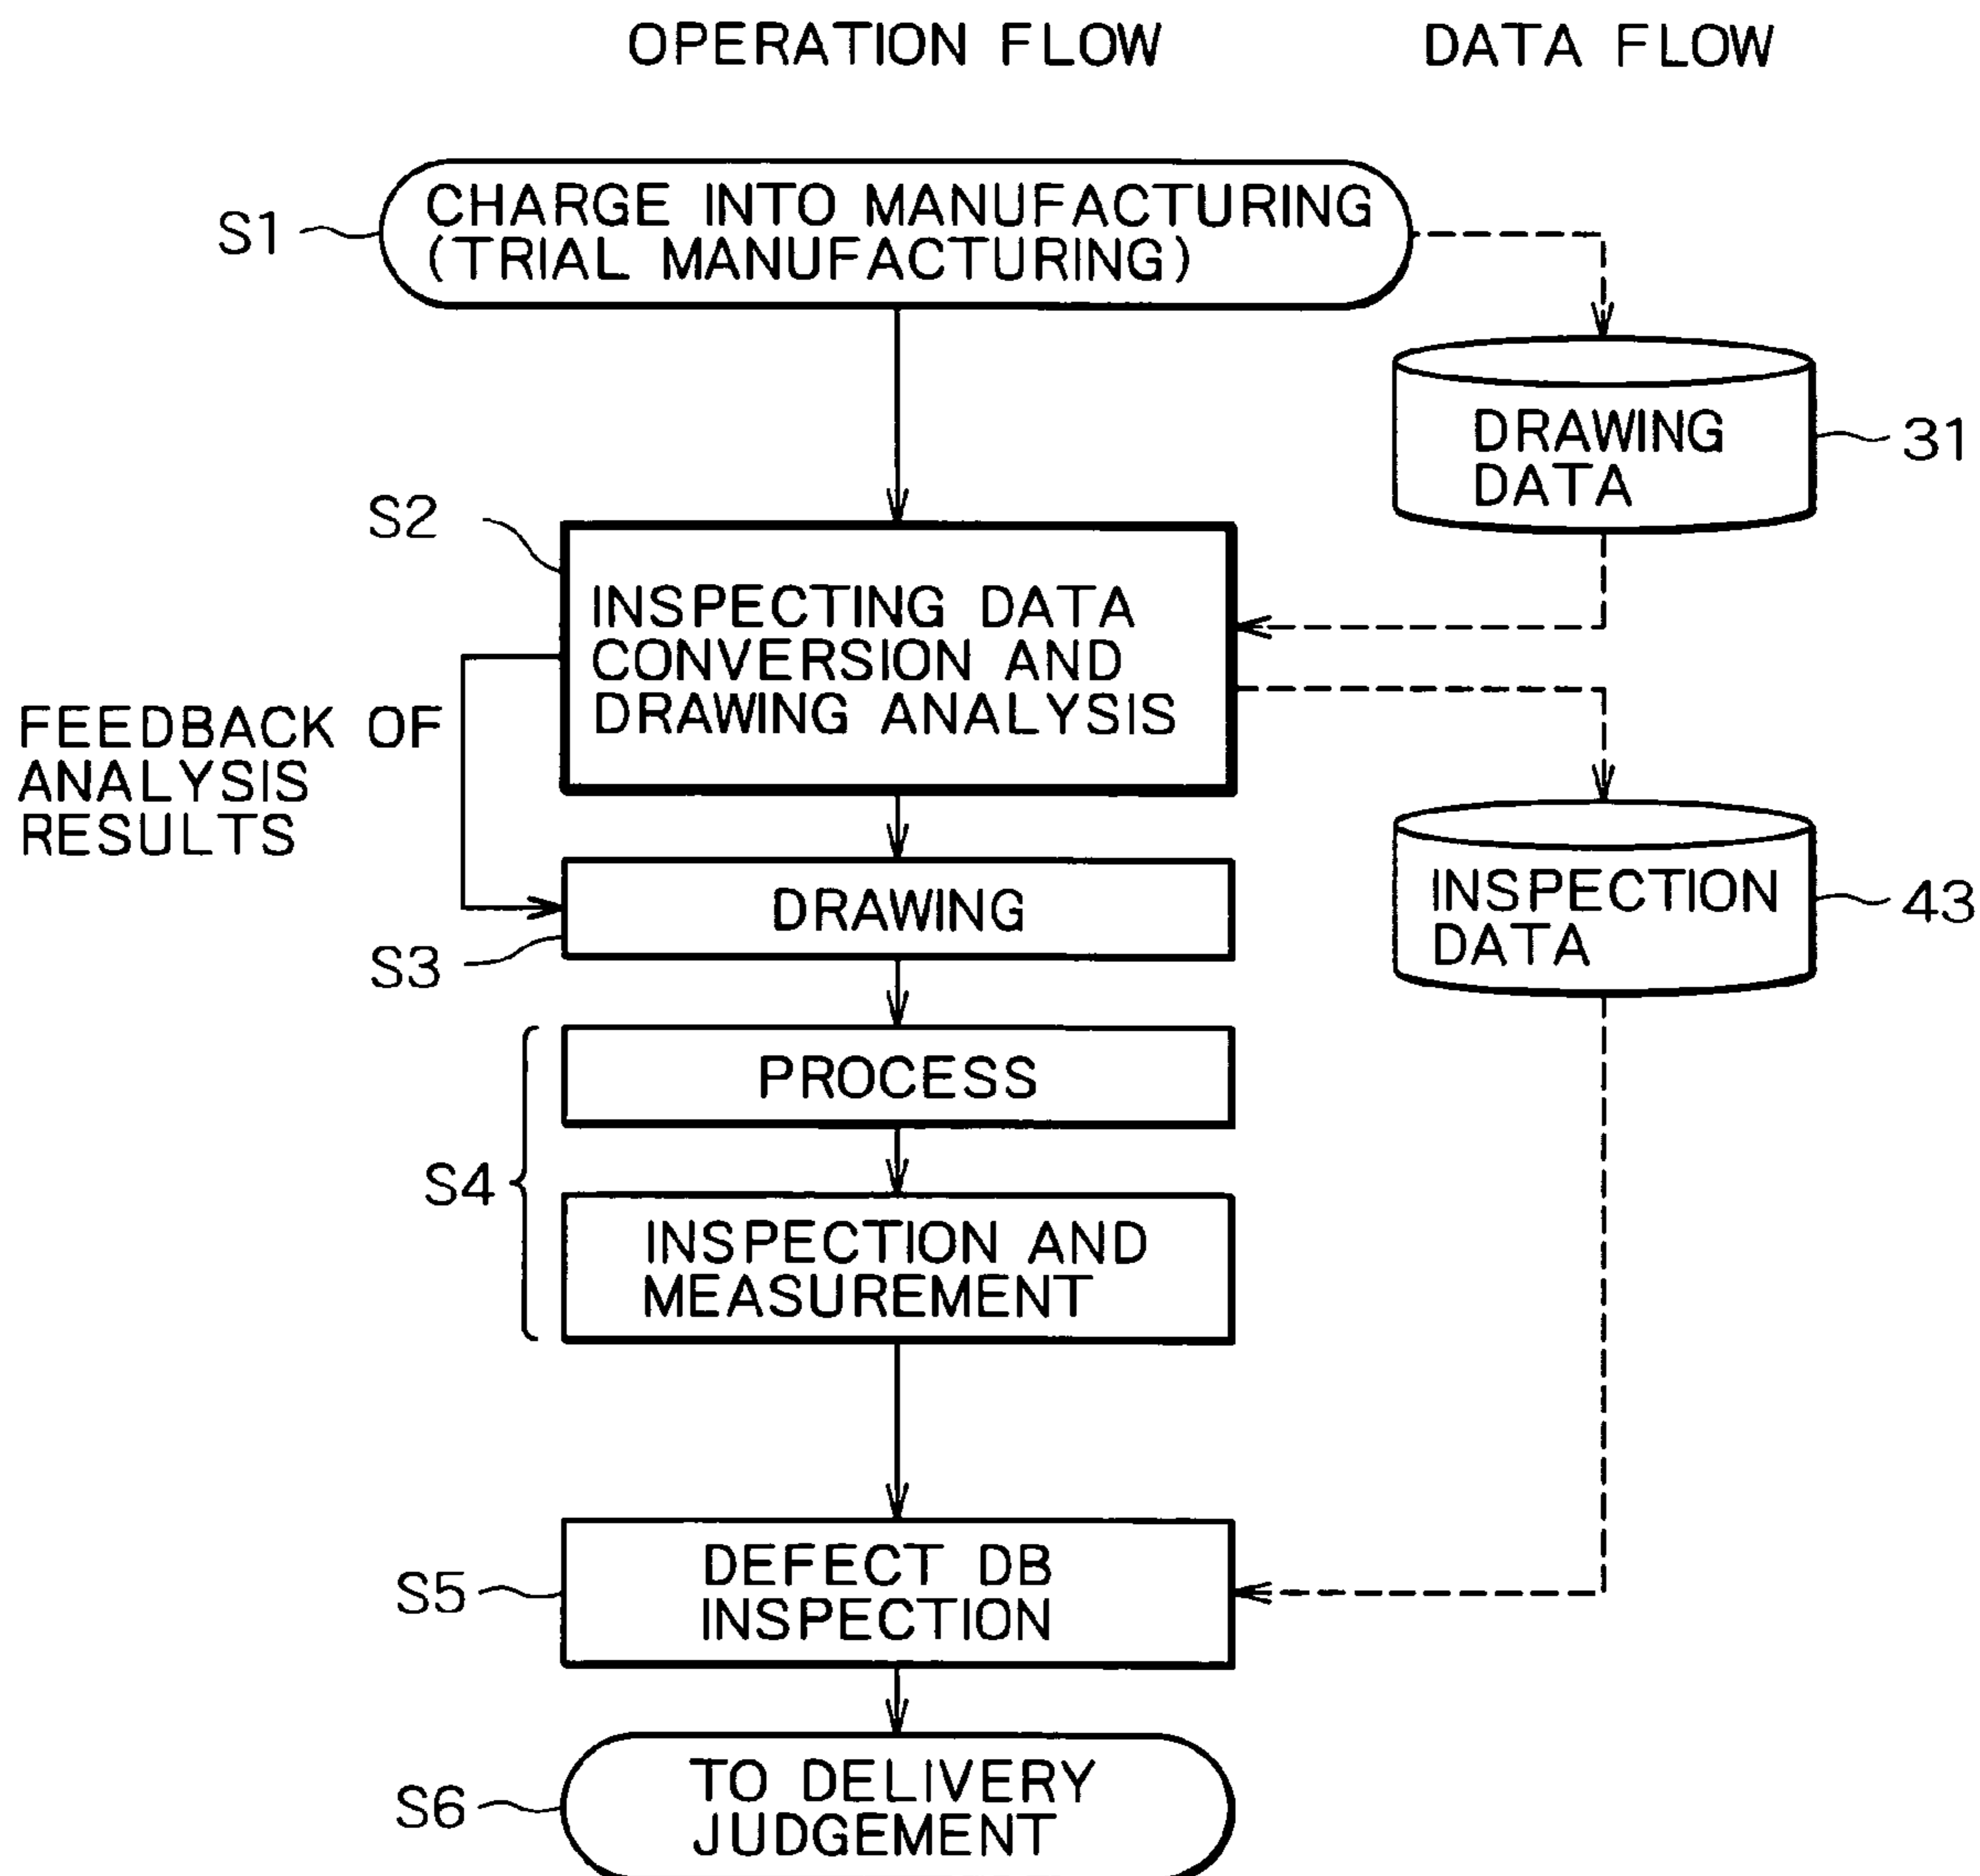 OPERATION FLOW
DATA FLOW
S1
CHARGE INTO MANUFACTURING
(TRIAL MANUFACTURING)
DRAWING
DATA
31
S2
INSPECTING DATA
CONVERSION AND
DRAWING ANALYSIS
FEEDBACK OF
ANALYSIS
RESULTS
DRAWING
S3
INSPECTION
DATA
43
PROCESS
S4
INSPECTION AND
MEASUREMENT
S5
DEFECT DB
INSPECTION
S6
TO DELIVERY
JUDGEMENT